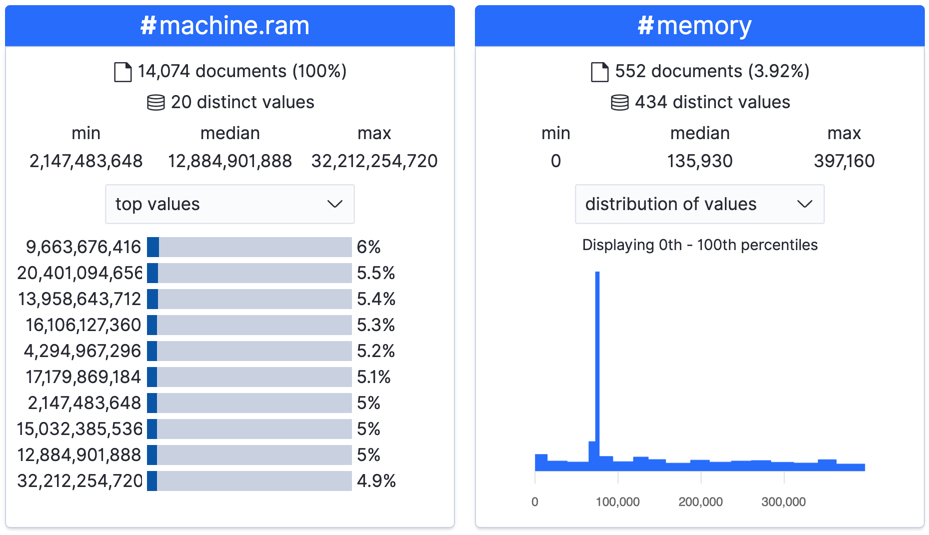 #machine.ram
14,074 documents (100%)
20 distinct values
min median max
2,147,483,648 12,884,901,888 32,212,254,720
top values
9,663,676,416 6%
20,401,094,656 5.5%
13,958,643,712 5.4%
16,106,127,360 5.3%
4,294,967,296 5.2%
17,179,869,184 5.1%
2,147,483,648 5%
15,032,385,536 5%
12,884,901,888 5%
32,212,254,720 4.9%
#memory
552 documents (3.92%)
434 distinct values
min median max
0 135,930 397,160
distribution of values
Displaying 0th - 100th percentiles
0 100,000 200,000 300,000